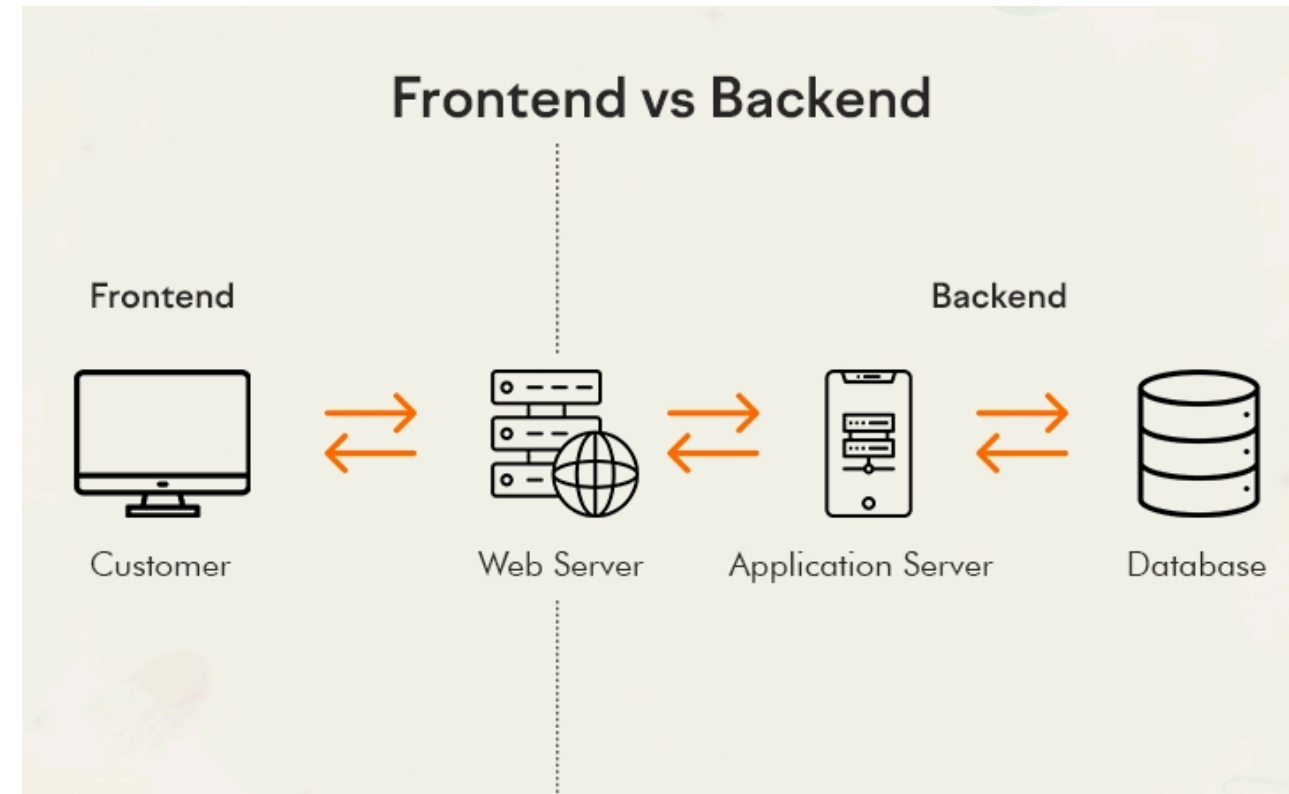 Frontend vs Backend
Frontend
Backend
Customer
Web Server
Application Server
Database